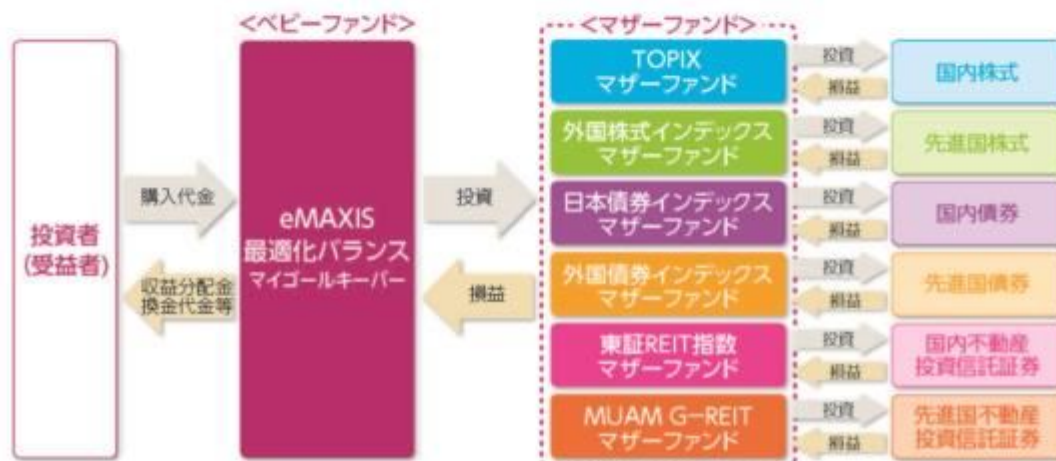 <ベビーファンド>
<マザーファンド>
投資者
(受益者)
購入代金
収益分配金
換金代金等
eMAXIS
最適化バランス
マイゴールキーパー
投資
損益
TOPIX
マザーファンド
投資
損益
国内株式
外国株式インデックス
マザーファンド
投資
損益
先進国株式
日本債券インデックス
マザーファンド
投資
損益
国内債券
外国債券インデックス
マザーファンド
投資
損益
先進国債券
東証REIT指数
マザーファンド
投資
損益
国内不動産
投資信託証券
MUAM G-REIT
マザーファンド
投資
損益
先進国不動産
投資信託証券